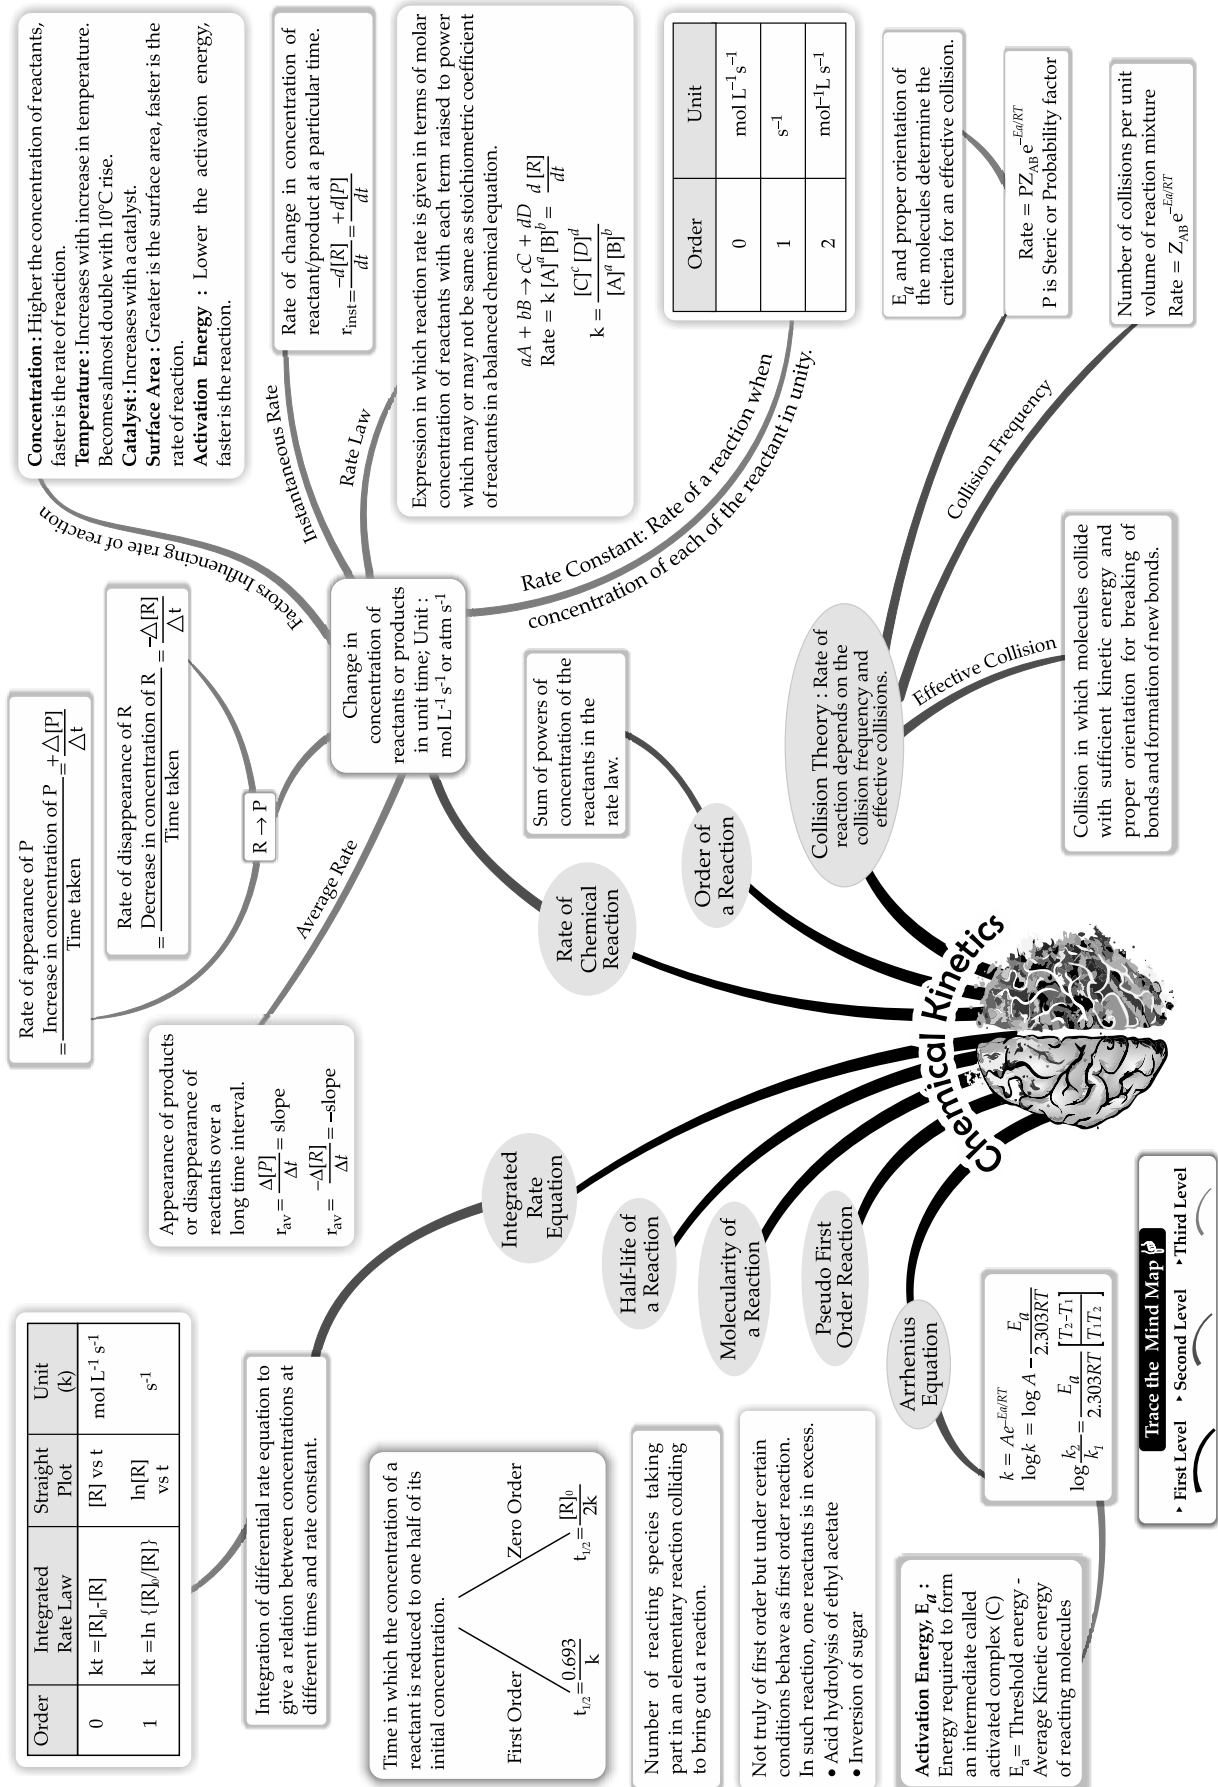 Chemical Kinetics
Rate of
Chemical
Reaction
Change in
concentration of
reactants or products
in unit time; Unit :
mol L⁻¹ s⁻¹ or atm s⁻¹
Factors Influencing rate of reaction
Concentration : Higher the concentration of reactants,
faster is the rate of reaction.
Temperature : Increases with increase in temperature.
Becomes almost double with 10°C rise.
Catalyst : Increases with a catalyst.
Surface Area : Greater is the surface area, faster is the
rate of reaction.
Activation Energy : Lower the activation energy,
faster is the reaction.
Instantaneous Rate
Rate of change in concentration of
reactant/product at a particular time.
r_inst = -d[R]/dt = +d[P]/dt
Rate Law
Expression in which reaction rate is given in terms of molar
concentration of reactants with each term raised to power
which may or may not be same as stoichiometric coefficient
of reactants in a balanced chemical equation.
aA + bB → cC + dD
Rate = k [A]^a [B]^b = d [R]/dt
k = [C]^c [D]^d / [A]^a [B]^b
Rate Constant: Rate of a reaction when
concentration of each of the reactant in unity.
Order Unit
0 mol L⁻¹ s⁻¹
1 s⁻¹
2 mol⁻¹ L s⁻¹
R → P
Rate of appearance of P
= Increase in concentration of P / Time taken = +Δ[P]/Δt
Rate of disappearance of R
= Decrease in concentration of R / Time taken = -Δ[R]/Δt
Average Rate
Appearance of products
or disappearance of
reactants over a
long time interval.
r_av = Δ[P]/Δt = slope
r_av = -Δ[R]/Δt = -slope
Order of
a Reaction
Sum of powers of
concentration of the
reactants in the
rate law.
Collision Theory : Rate of
reaction depends on the
collision frequency and
effective collisions.
E_a and proper orientation of
the molecules determine the
criteria for an effective collision.
Rate = PZ_AB e^-Ea/RT
P is Steric or Probability factor
Collision Frequency
Number of collisions per unit
volume of reaction mixture
Rate = Z_AB e^-Ea/RT
Effective Collision
Collision in which molecules collide
with sufficient kinetic energy and
proper orientation for breaking of
bonds and formation of new bonds.
Integrated
Rate
Equation
Integration of differential rate equation to
give a relation between concentrations at
different times and rate constant.
Order Integrated Rate Law Straight Plot Unit (k)
0 kt = [R]₀-[R] [R] vs t mol L⁻¹ s⁻¹
1 kt = ln {[R]₀/[R]} ln[R] vs t s⁻¹
Half-life of
a Reaction
Time in which the concentration of a
reactant is reduced to one half of its
initial concentration.
First Order Zero Order
t_1/2 = 0.693/k t_1/2 = [R]₀/2k
Molecularity of
a Reaction
Number of reacting species taking
part in an elementary reaction colliding
to bring out a reaction.
Pseudo First
Order Reaction
Not truly of first order but under certain
conditions behave as first order reaction.
In such reaction, one reactants is in excess.
• Acid hydrolysis of ethyl acetate
• Inversion of sugar
Arrhenius
Equation
k = Ae^-Ea/RT
log k = log A - E_a/2.303RT
log k₂/k₁ = E_a/2.303RT [T₂-T₁/T₁T₂]
Activation Energy, E_a :
Energy required to form
an intermediate called
activated complex (C)
E_a = Threshold energy -
Average Kinetic energy
of reacting molecules
Trace the Mind Map
First Level Second Level Third Level